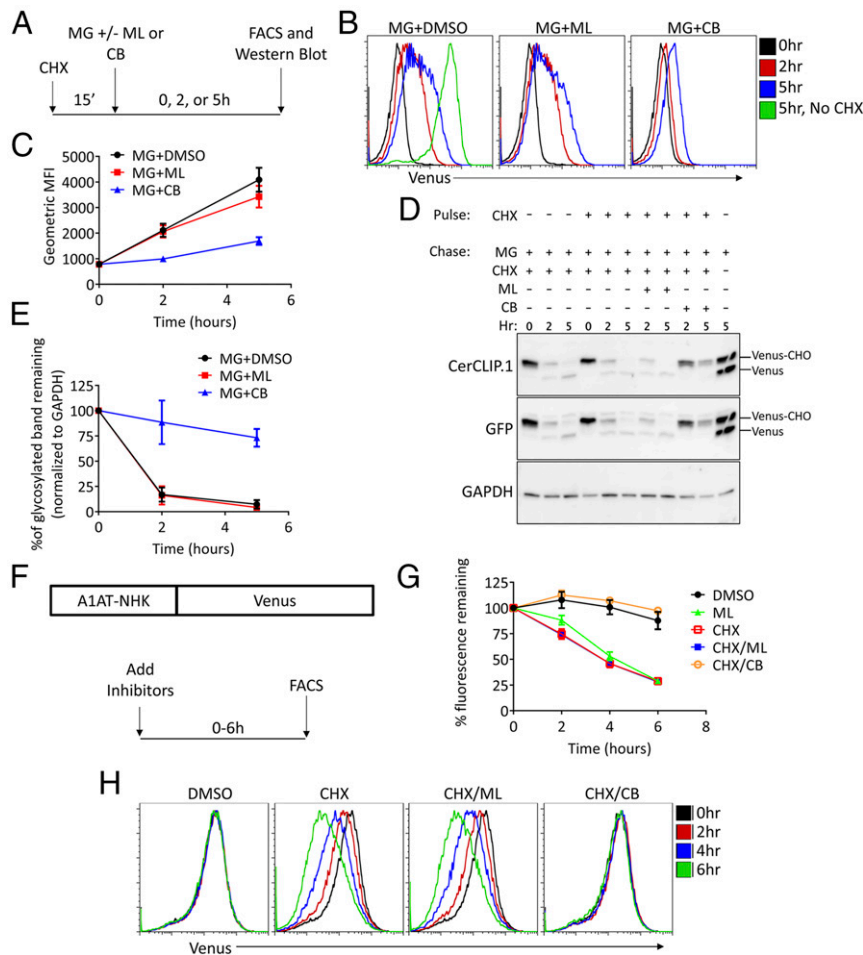 A
MG +/- ML or
CB
FACS and
Western Blot
CHX
15’
0, 2, or 5h
B
MG+DMSO
MG+ML
MG+CB
0hr
2hr
5hr
5hr, No CHX
Venus
C
5000
4000
3000
2000
1000
0
Geometric MFI
MG+DMSO
MG+ML
MG+CB
0 2 4 6
Time (hours)
D
Pulse: CHX - - - + + + + + + + -
Chase: MG + + + + + + + + + + +
CHX + + + + + + + + + + -
ML - - - - - - + + - - -
CB - - - - - - - - + + -
Hr: 0 2 5 0 2 5 2 5 2 5 5
CerCLIP.1
Venus-CHO
Venus
GFP
Venus-CHO
Venus
GAPDH
E
%of glycosylated band remaining
(normalized to GAPDH)
125
100
75
50
25
0
MG+DMSO
MG+ML
MG+CB
0 2 4 6
Time (hours)
F
A1AT-NHK
Venus
Add
Inhibitors
FACS
0-6h
G
% fluorescence remaining
125
100
75
50
25
0
DMSO
ML
CHX
CHX/ML
CHX/CB
0 2 4 6 8
Time (hours)
H
DMSO
CHX
CHX/ML
CHX/CB
0hr
2hr
4hr
6hr
Venus